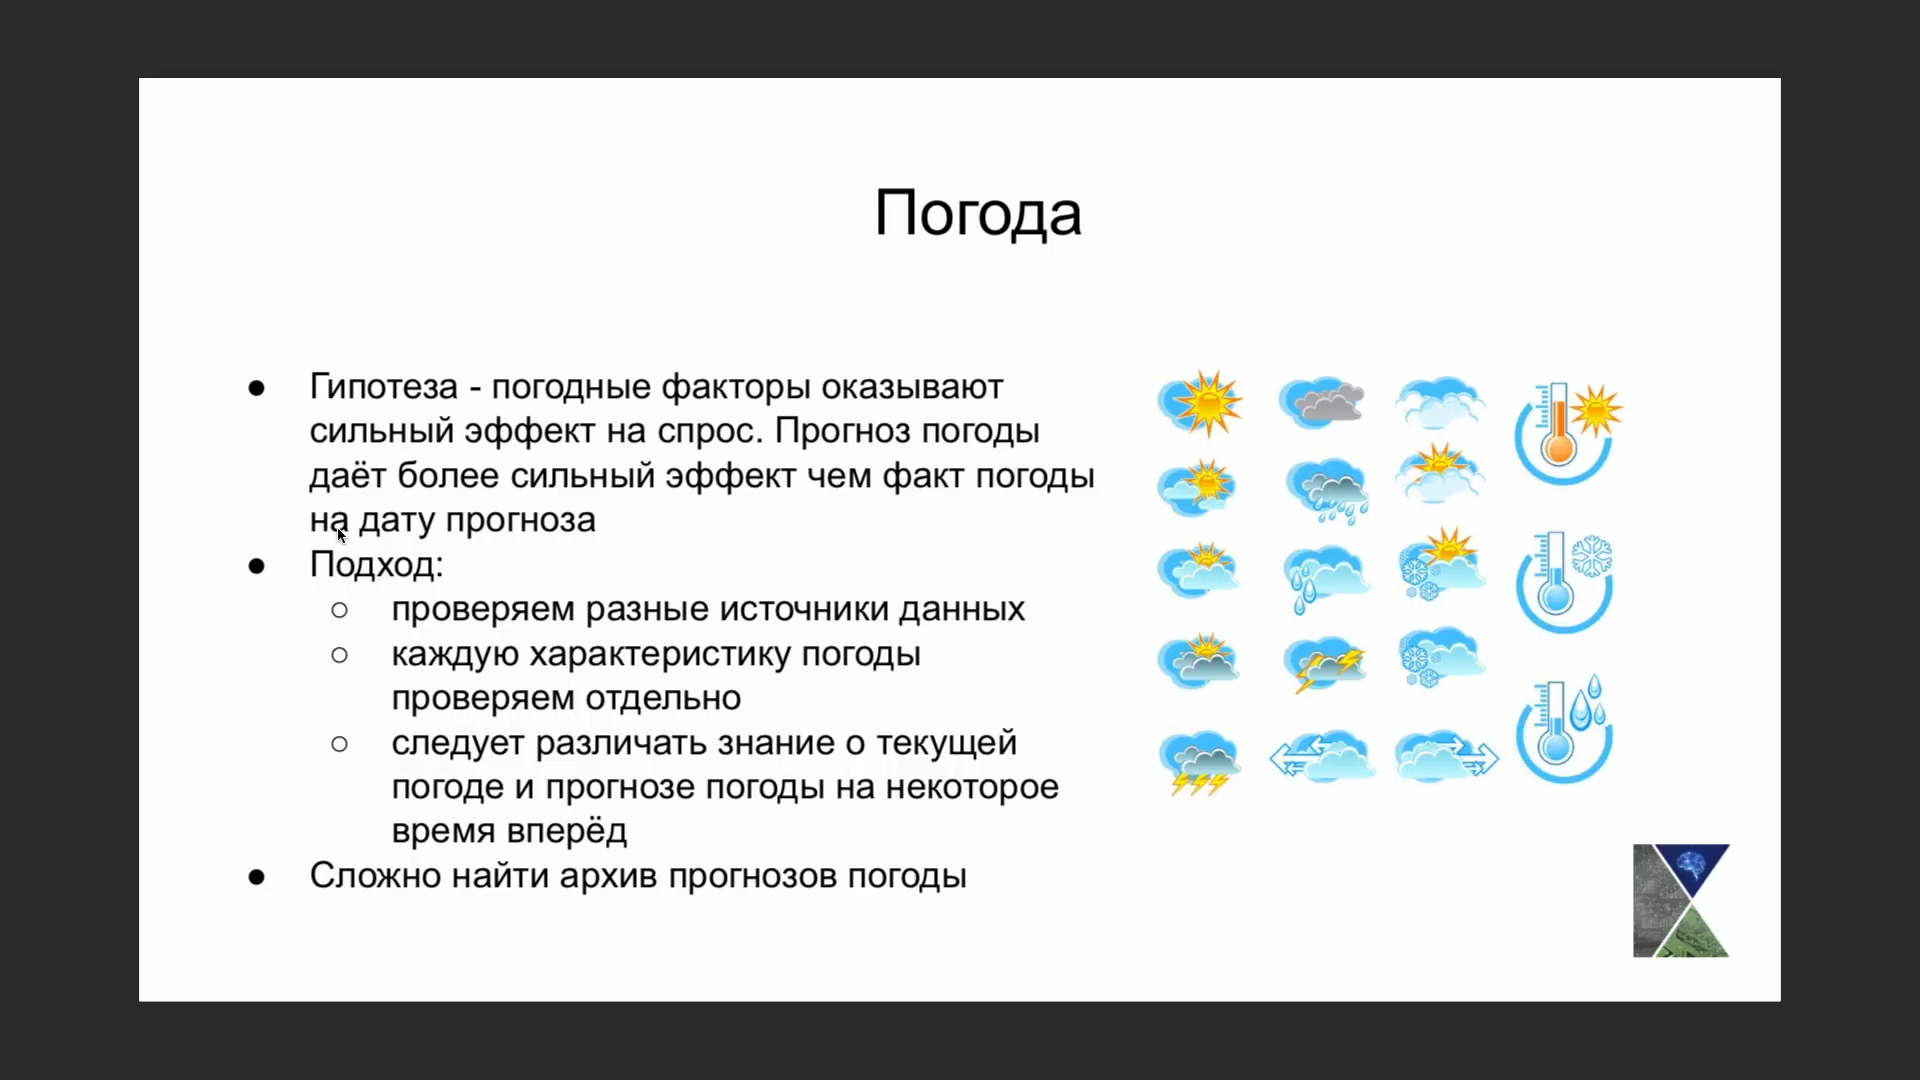 Погода
● Гипотеза - погодные факторы оказывают
сильный эффект на спрос. Прогноз погоды
даёт более сильный эффект чем факт погоды
на дату прогноза
● Подход:
○ проверяем разные источники данных
○ каждую характеристику погоды
проверяем отдельно
○ следует различать знание о текущей
погоде и прогнозе погоды на некоторое
время вперёд
● Сложно найти архив прогнозов погоды